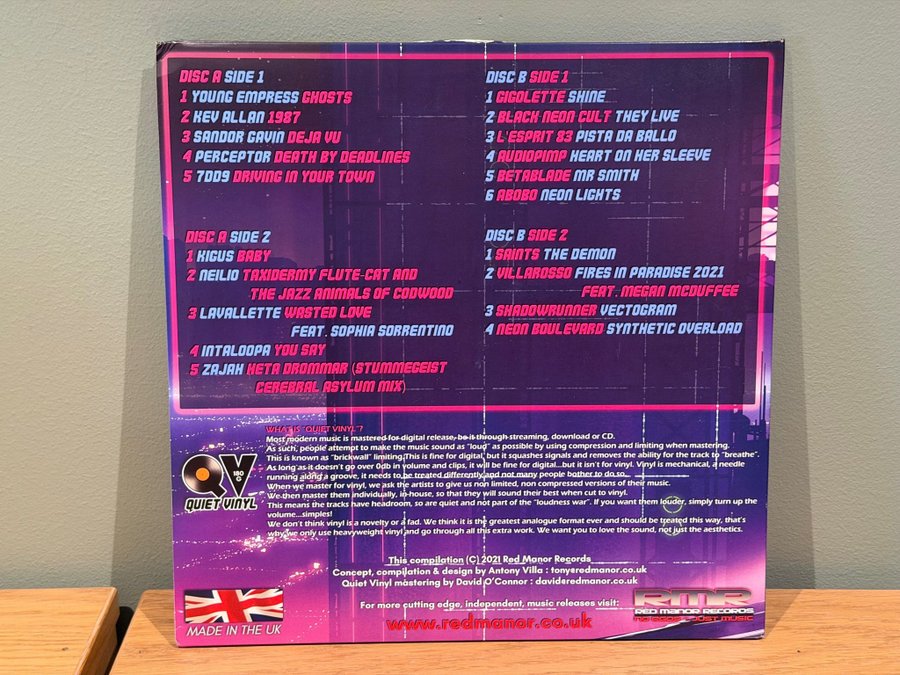 DISC A SIDE 1
1 YOUNG EMPRESS GHOSTS
2 KEV ALLAN 1987
3 SANDOR GAVIN DEJA VU
4 PERCEPTOR DEATH BY DEADLINES
5 7DD9 DRIVING IN YOUR TOWN
DISC A SIDE 2
1 KIGUS BABY
2 NEILIO TAXIDERMY FLUTE-CAT AND
THE JAZZ ANIMALS OF CODWOOD
3 LAVALLETTE WASTED LOVE
FEAT. SOPHIA SORRENTINO
4 INTALOOPA YOU SAY
5 ZAJAH HETA DROMMAR (STUMMEGEIST
CEREBRAL ASYLUM MIX)
DISC B SIDE 1
1 GIGOLETTE SHINE
2 BLACK NEON CULT THEY LIVE
3 L'ESPRIT 83 PISTA DA BALLO
4 AUDIOPIMP HEART ON HER SLEEVE
5 BETABLADE MR SMITH
6 ABOBO NEON LIGHTS
DISC B SIDE 2
1 SAINTS THE DEMON
2 VILLAROSSO FIRES IN PARADISE 2021
FEAT. MEGAN MCDUFFEE
3 SHADOWRUNNER VECTOGRAM
4 NEON BOULEVARD SYNTHETIC OVERLOAD
WHAT IS "QUIET VINYL"?
Most modern music is mastered for digital release, be it through streaming, download or CD.
As such, people attempt to make the music sound as "loud" as possible by using compression and limiting when mastering.
This is known as "brickwall" limiting. This is fine for digital, but it squashes signals and removes the ability for the track to "breathe".
As long as it doesn't go over 0db in volume and clips, it will be fine for digital...but it isn't for vinyl. Vinyl is mechanical, a needle
running along a groove, it needs to be treated differently and not many people bother to do so...
When we master for vinyl, we ask the artists to give us non limited, non compressed versions of their music.
We then master them individually, in-house, so that they will sound their best when cut to vinyl.
This means the tracks have headroom, so are quiet and not part of the "loudness war". If you want them louder, simply turn up the
volume...simples!
We don't think vinyl is a novelty or a fad. We think it is the greatest analogue format ever and should be treated this way, that's
why we only use heavyweight vinyl and go through all this extra work. We want you to love the sound, not just the aesthetics.
QV
180
G
QUIET VINYL
This compilation (C) 2021 Red Manor Records
Concept, compilation & design by Antony Villa : tony@redmanor.co.uk
Quiet Vinyl mastering by David O'Connor : david@redmanor.co.uk
For more cutting edge, independent, music releases visit:
www.redmanor.co.uk
MADE IN THE UK
RMR
RED MANOR RECORDS
JUST MUSIC